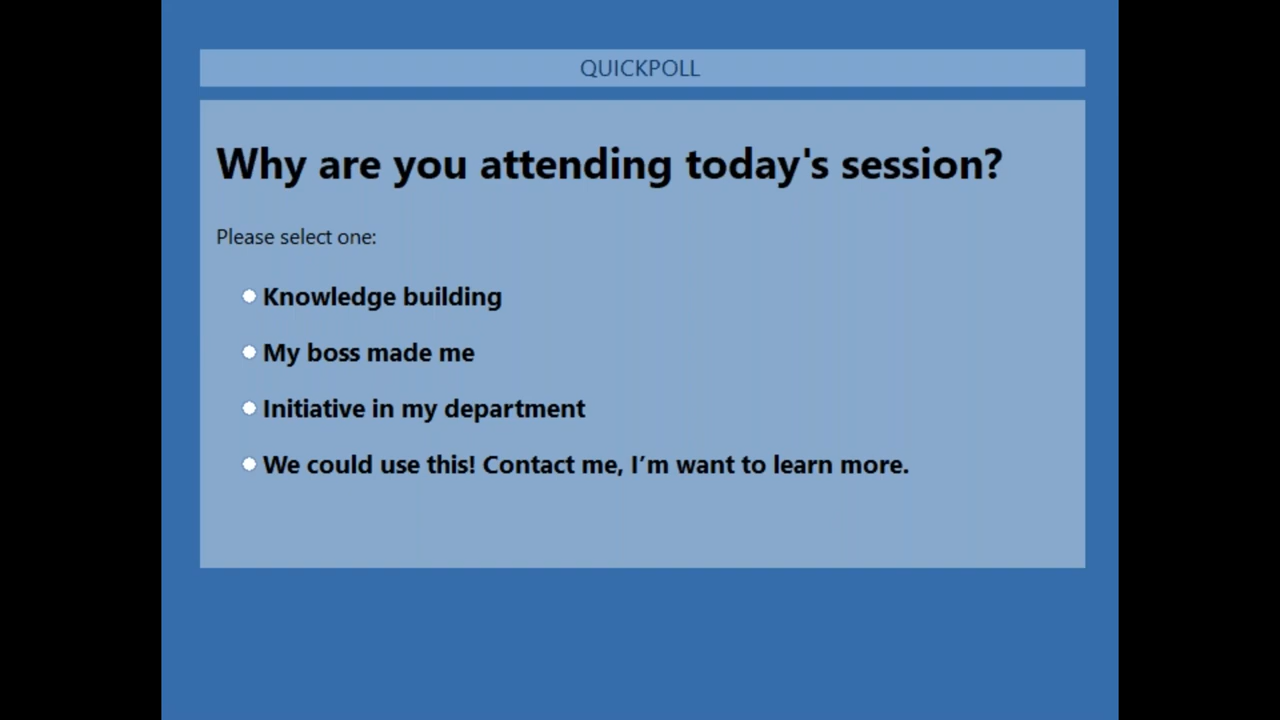 QUICKPOLL
Why are you attending today's session?
Please select one:
Knowledge building
My boss made me
Initiative in my department
We could use this! Contact me, I’m want to learn more.